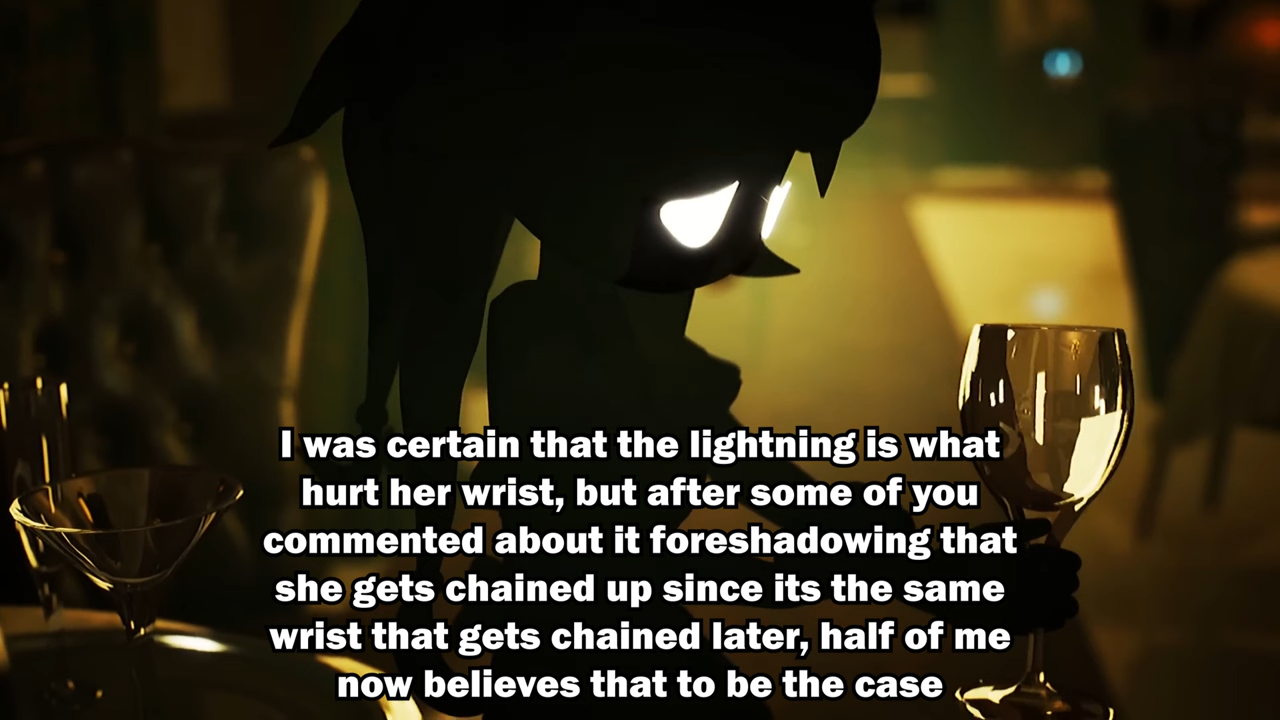 I was certain that the lightning is what
hurt her wrist, but after some of you
commented about it foreshadowing that
she gets chained up since its the same
wrist that gets chained later, half of me
now believes that to be the case